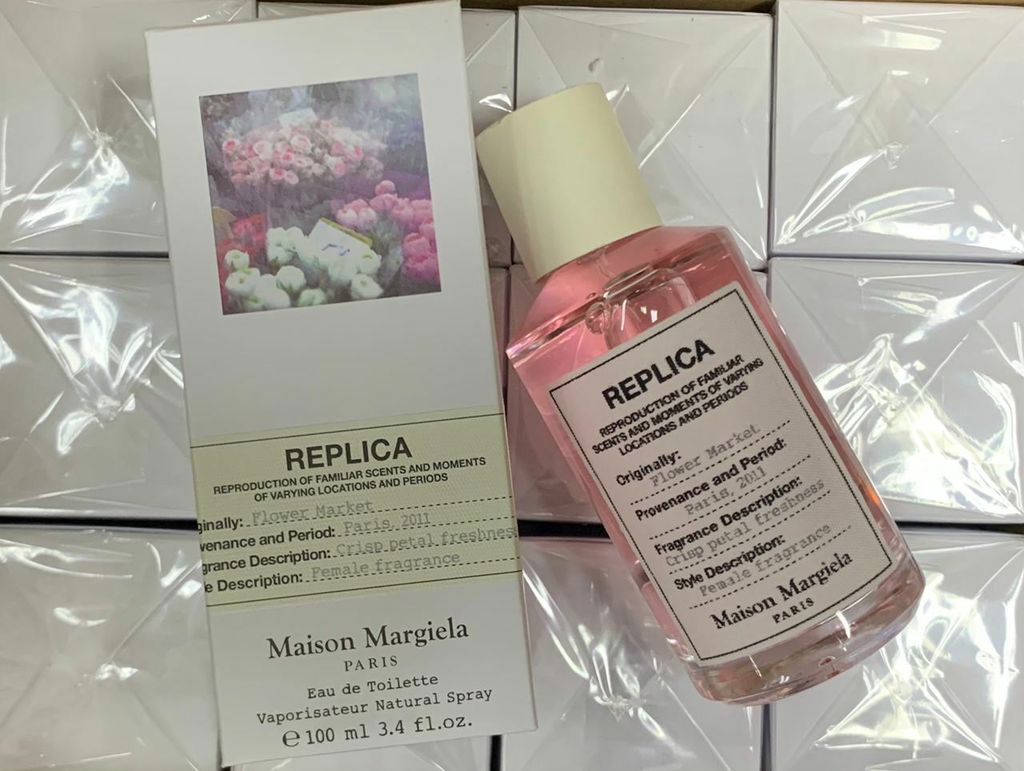 REPLICA
REPRODUCTION OF FAMILIAR SCENTS AND MOMENTS
OF VARYING LOCATIONS AND PERIODS
ginally: Flower Market
venance and Period: Paris, 2011
grance Description: Crisp petal freshness
e Description: Female fragrance
Maison Margiela
PARIS
Eau de Toilette
Vaporisateur Natural Spray
℮ 100 ml 3.4 fl.oz.
REPLICA
REPRODUCTION OF FAMILIAR
SCENTS AND MOMENTS OF VARYING
LOCATIONS AND PERIODS
Originally:
Flower Market
Provenance and Period:
Paris, 2011
Fragrance Description:
Crisp petal freshness
Style Description:
Female fragrance
Maison Margiela
PARIS